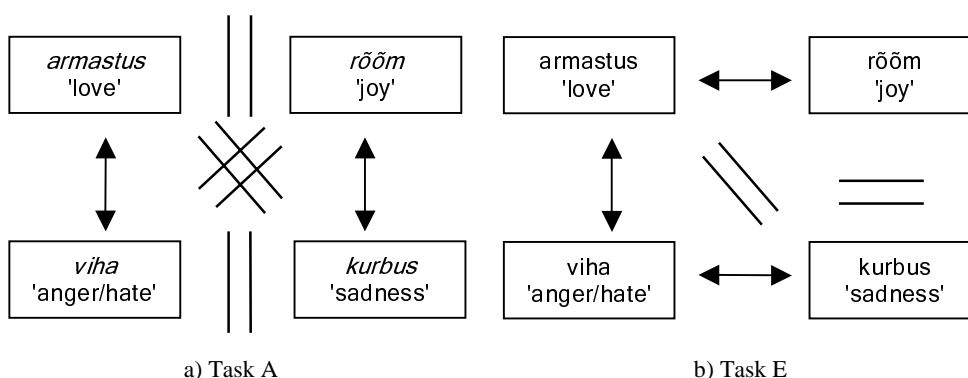 armastus
'love'
rõõm
'joy'
viha
'anger/hate'
kurbus
'sadness'
a) Task A
armastus
'love'
rõõm
'joy'
viha
'anger/hate'
kurbus
'sadness'
b) Task E